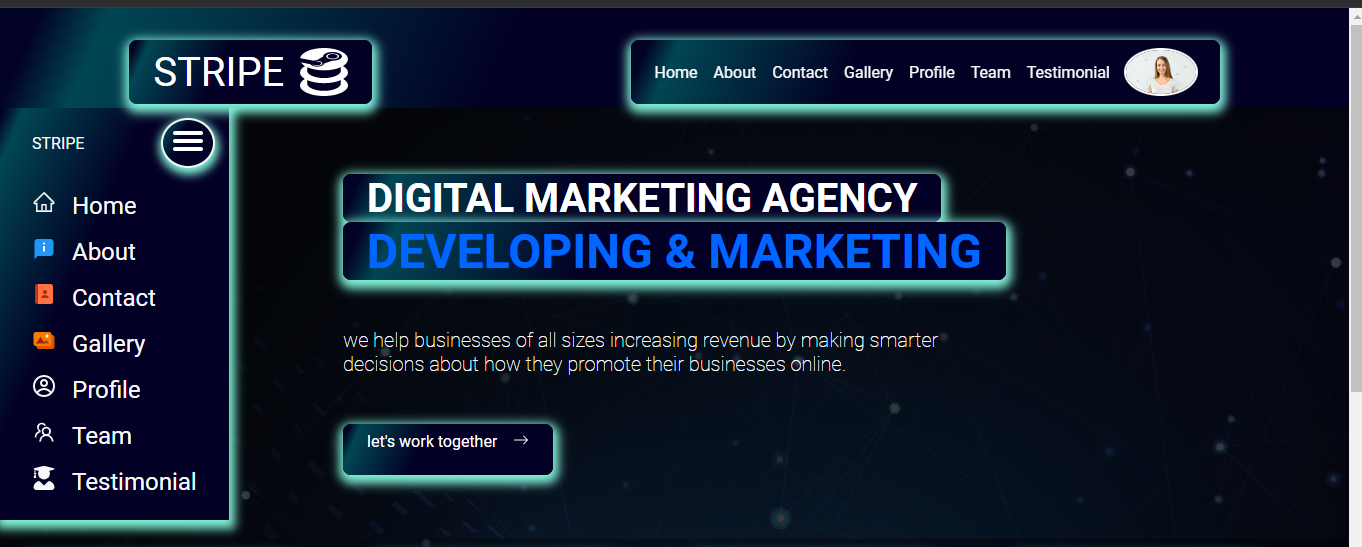 STRIPE
Home About Contact Gallery Profile Team Testimonial
STRIPE
Home
About
Contact
Gallery
Profile
Team
Testimonial
DIGITAL MARKETING AGENCY
DEVELOPING & MARKETING
we help businesses of all sizes increasing revenue by making smarter
decisions about how they promote their businesses online.
let's work together